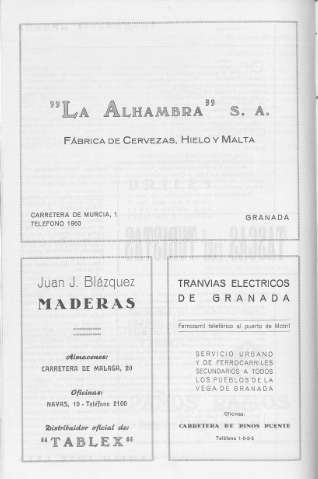 "LA ALHAMBRA" S. A.
FÁBRICA DE CERVEZAS, HIELO Y MALTA
CARRETERA DE MURCIA, 1
TELEFONO 1960
GRANADA
Juan J. Blázquez
MADERAS
Almacenes:
CARRETERA DE MALAGA, 20
Oficinas:
NAVAS, 19 - Teléfono 2100
Distribuidor oficial de:
"TABLEX"
TRANVIAS ELECTRICOS
DE GRANADA
Ferrocarril teleférico al puerto de Motril
SERVICIO URBANO
Y DE FERROCARRILES
SECUNDARIOS A TODOS
LOS PUEBLOS DE LA
VEGA DE GRANADA
Oficinas:
CARRETERA DE PINOS PUENTE
Teléfono